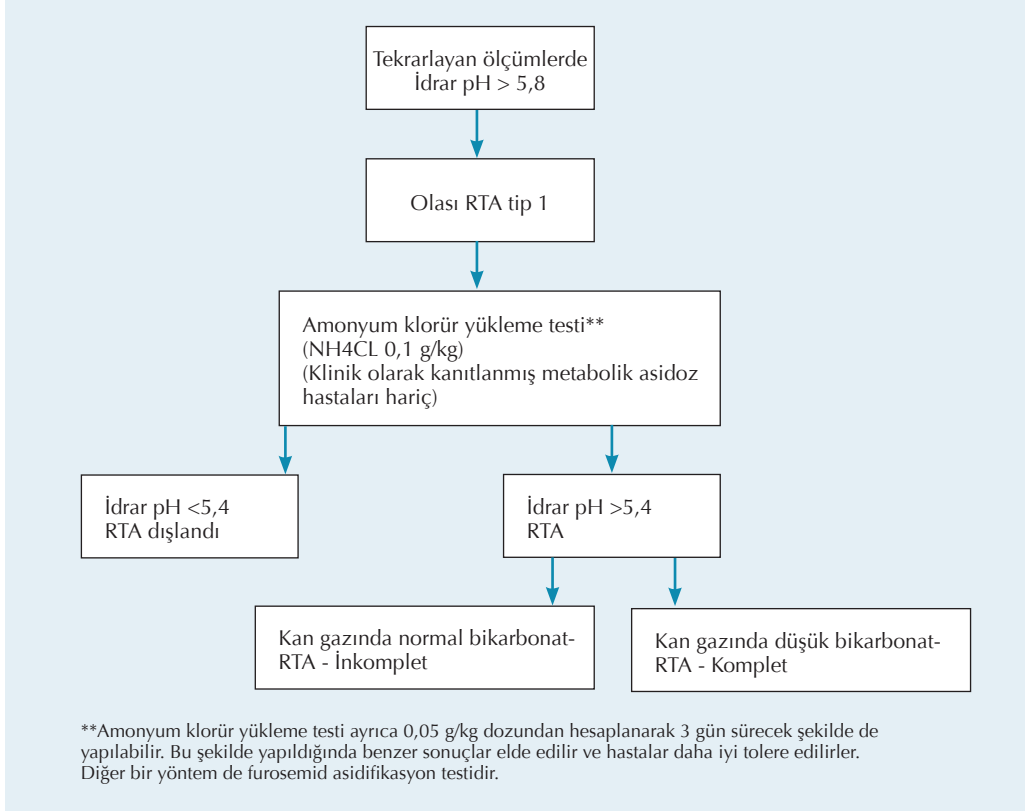 Tekrarlayan ölçümlerde
İdrar pH > 5,8
Olası RTA tip 1
Amonyum klorür yükleme testi**
(NH4CL 0,1 g/kg)
(Klinik olarak kanıtlanmış metabolik asidoz
hastaları hariç)
İdrar pH <5,4
RTA dışlandı
İdrar pH >5,4
RTA
Kan gazında normal bikarbonat-
RTA - İnkomplet
Kan gazında düşük bikarbonat-
RTA - Komplet
**Amonyum klorür yükleme testi ayrıca 0,05 g/kg dozundan hesaplanarak 3 gün sürecek şekilde de
yapılabilir. Bu şekilde yapıldığında benzer sonuçlar elde edilir ve hastalar daha iyi tolere edilirler.
Diğer bir yöntem de furosemid asidifikasyon testidir.